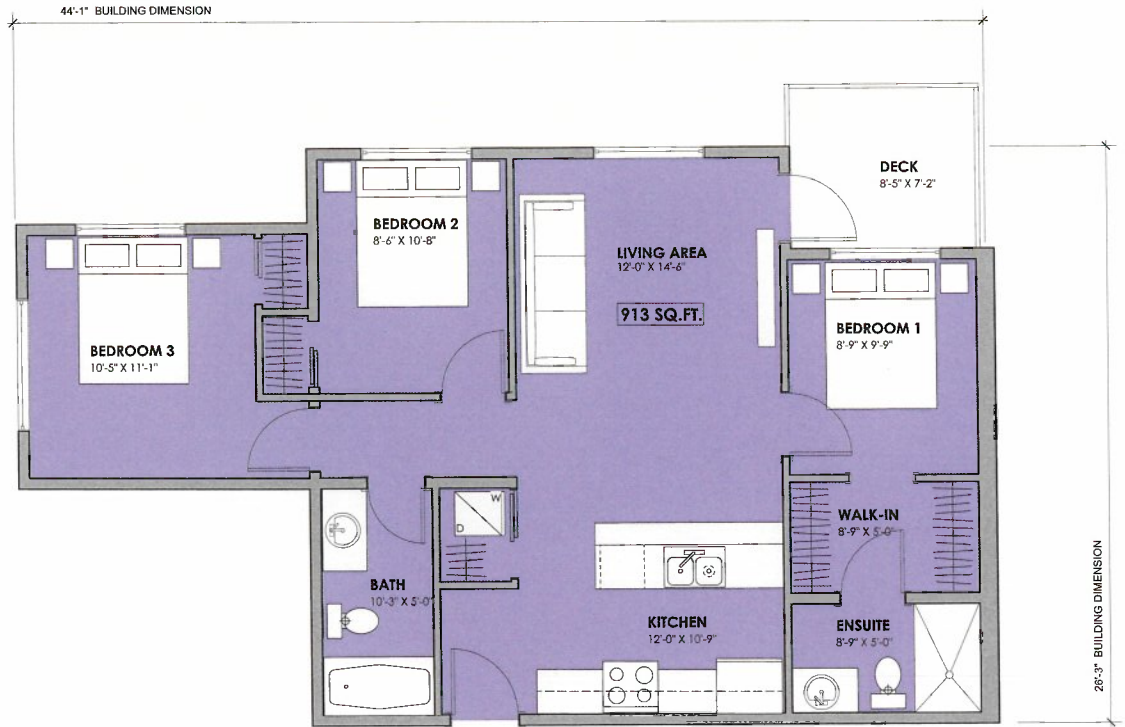 44'-1" BUILDING DIMENSION
DECK
8'-5" X 7'-2"
BEDROOM 2
8'-6" X 10'-8"
LIVING AREA
12'-0" X 14'-6"
913 SQ.FT.
BEDROOM 1
8'-9" X 9'-9"
BEDROOM 3
10'-5" X 11'-1"
W
D
WALK-IN
8'-9" X 5'-0"
BATH
10'-3" X 5'-0"
KITCHEN
12'-0" X 10'-9"
ENSUITE
8'-9" X 5'-0"
26'-3" BUILDING DIMENSION